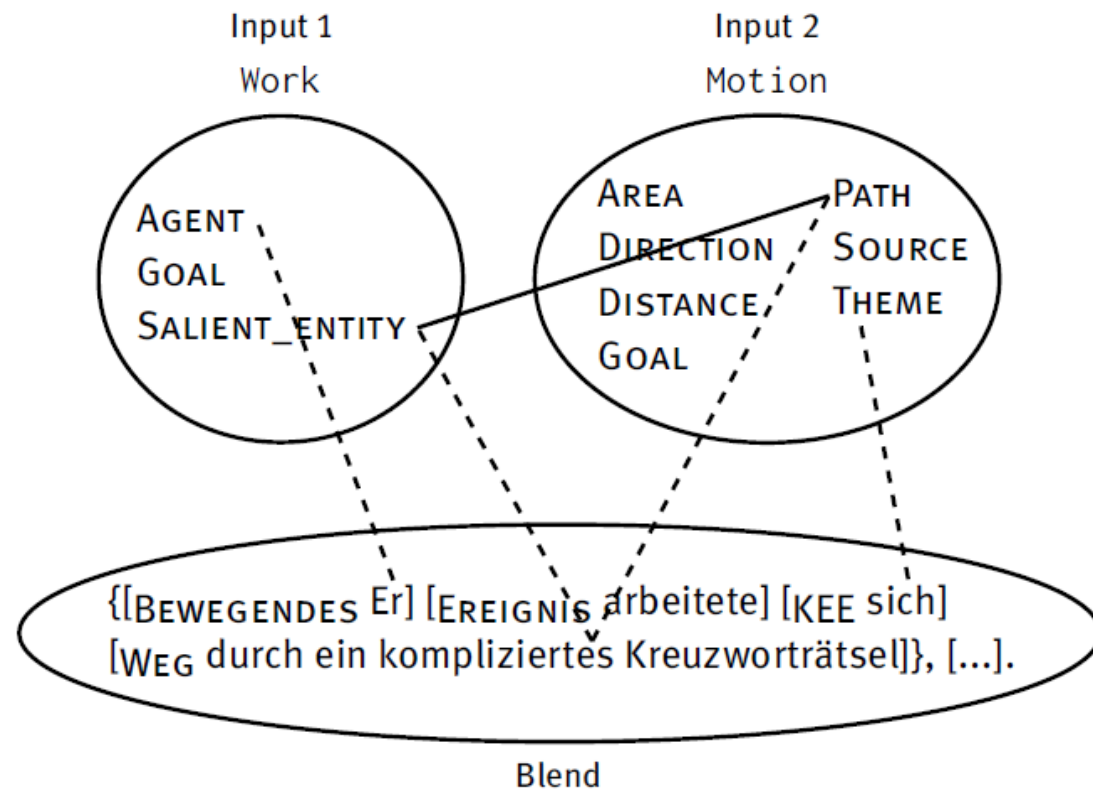 Input 1
Input 2
Work
Motion
AGENT
GOAL
SALIENT_ENTITY
AREA
DIRECTION
DISTANCE
GOAL
PATH
SOURCE
THEME
{[BEWEGENDES Er] [EREIGNIS arbeitete] [KEE sich]
[WEG durch ein kompliziertes Kreuzworträtsel]}, [...].
Blend